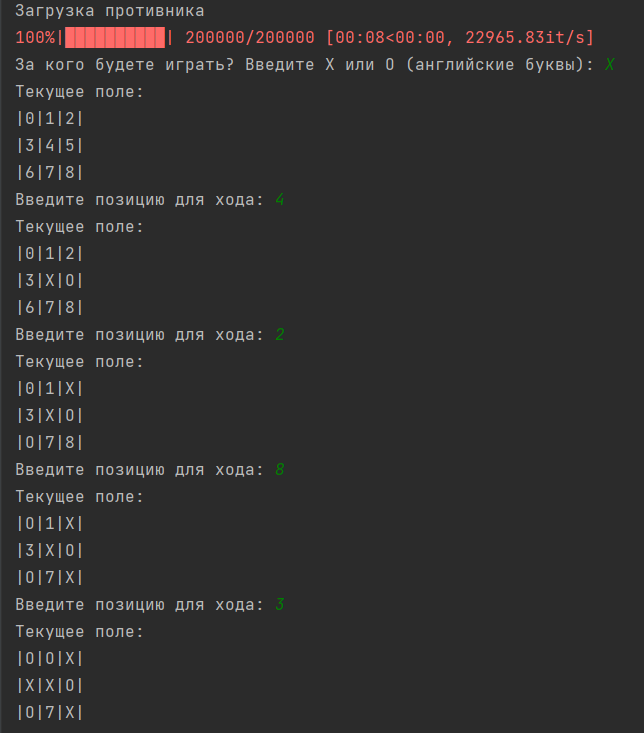 Загрузка противника
100%|██████████| 200000/200000 [00:08<00:00, 22965.83it/s]
За кого будете играть? Введите X или O (английские буквы): X
Текущее поле:
|0|1|2|
|3|4|5|
|6|7|8|
Введите позицию для хода: 4
Текущее поле:
|0|1|2|
|3|X|O|
|6|7|8|
Введите позицию для хода: 2
Текущее поле:
|0|1|X|
|3|X|O|
|O|7|8|
Введите позицию для хода: 8
Текущее поле:
|O|1|X|
|3|X|O|
|O|7|X|
Введите позицию для хода: 3
Текущее поле:
|O|O|X|
|X|X|O|
|O|7|X|